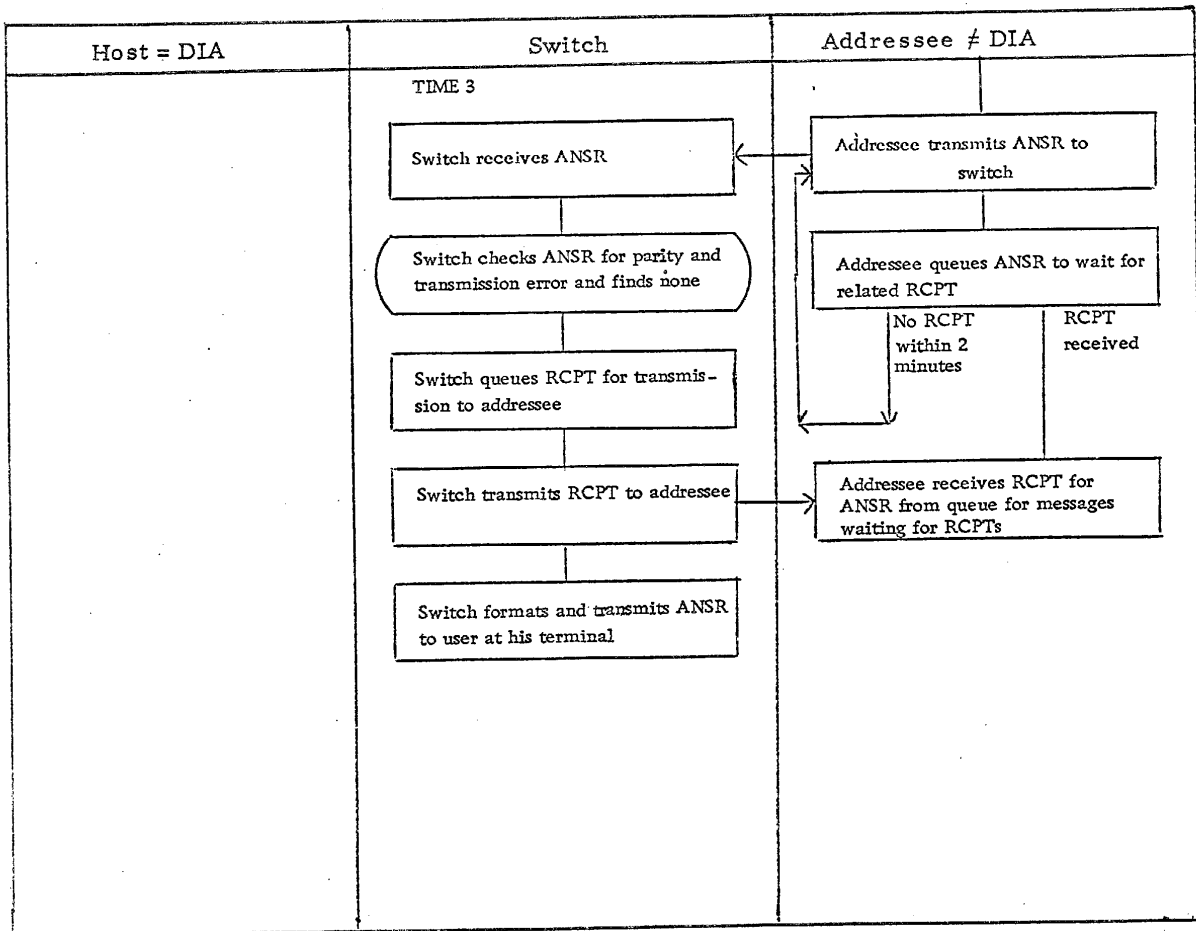 Host = DIA
Switch
Addressee ≠ DIA
TIME 3
Switch receives ANSR
Switch checks ANSR for parity and
transmission error and finds none
Switch queues RCPT for transmis-
sion to addressee
Switch transmits RCPT to addressee
Switch formats and transmits ANSR
to user at his terminal
Addressee transmits ANSR to
switch
Addressee queues ANSR to wait for
related RCPT
No RCPT
within 2
minutes
RCPT
received
Addressee receives RCPT for
ANSR from queue for messages
waiting for RCPTs